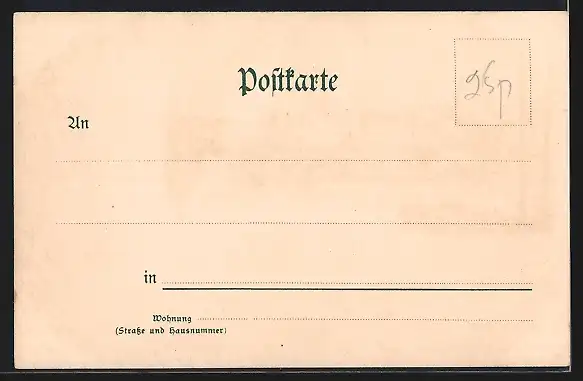 Poſtkarte
25p
An
in
Wohnung
(Straße und Hausnummer)